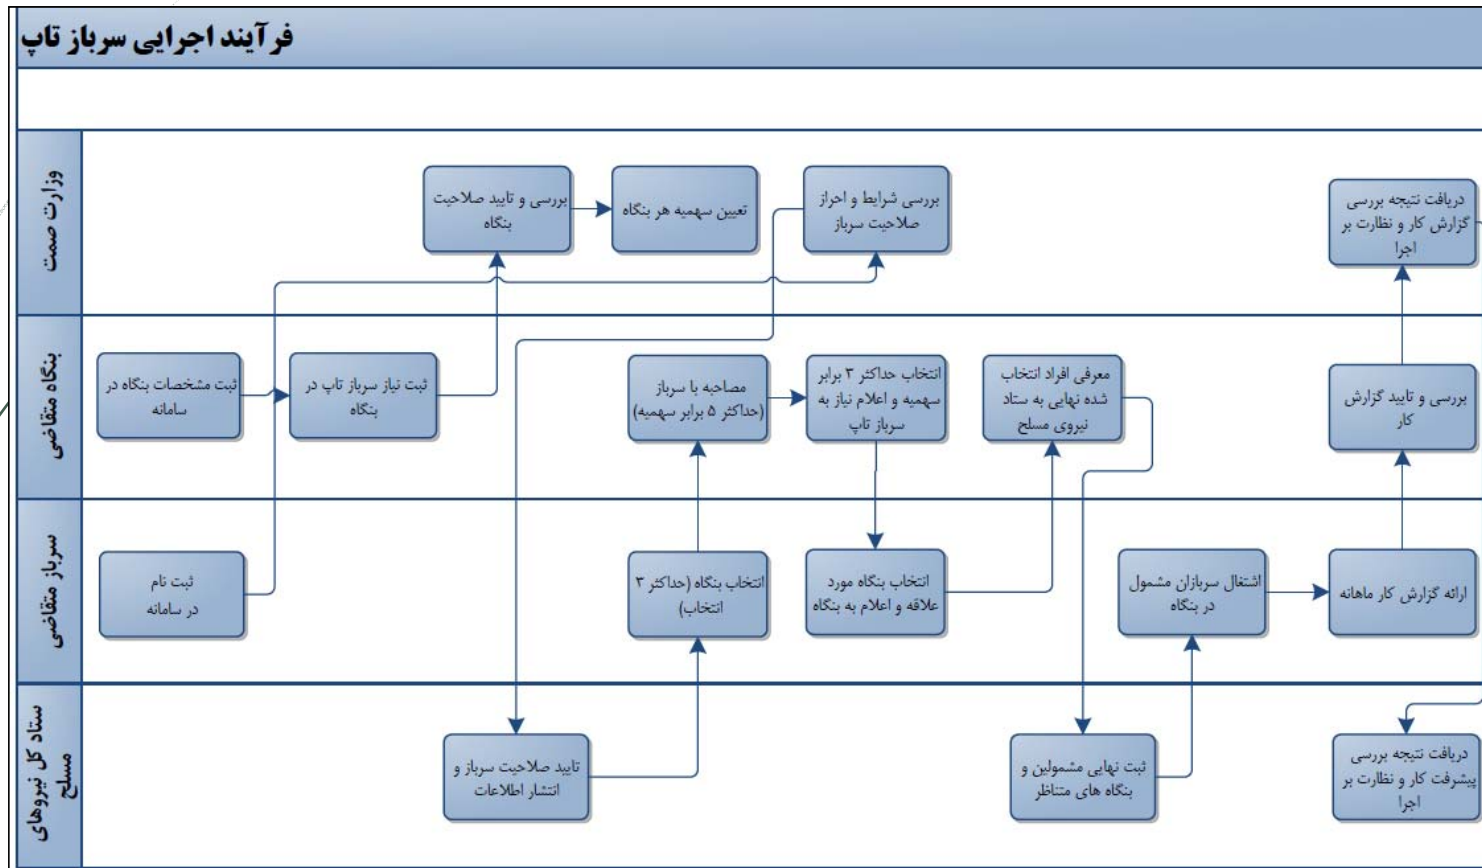 فرآیند اجرایی سرباز تاپ
وزارت صمت
بررسی و تایید صلاحیت
بنگاه
تعیین سهمیه هر بنگاه
بررسی شرایط و احراز
صلاحیت سرباز
دریافت نتیجه بررسی
گزارش کار و نظارت بر
اجرا
بنگاه متقاضی
ثبت مشخصات بنگاه در
سامانه
ثبت نیاز سرباز تاپ در
بنگاه
مصاحبه با سرباز
(حداکثر ۵ برابر سهمیه)
انتخاب حداکثر ۳ برابر
سهمیه و اعلام نیاز به
سرباز تاپ
معرفی افراد انتخاب
شده نهایی به ستاد
نیروی مسلح
بررسی و تایید گزارش
کار
سرباز متقاضی
ثبت نام
در سامانه
انتخاب بنگاه (حداکثر ۳
انتخاب)
انتخاب بنگاه مورد
علاقه و اعلام به بنگاه
اشتغال سربازان مشمول
در بنگاه
ارائه گزارش کار ماهانه
ستاد کل نیروهای
مسلح
تایید صلاحیت سرباز و
انتشار اطلاعات
ثبت نهایی مشمولین و
بنگاه های متناظر
دریافت نتیجه بررسی
پیشرفت کار و نظارت بر
اجرا